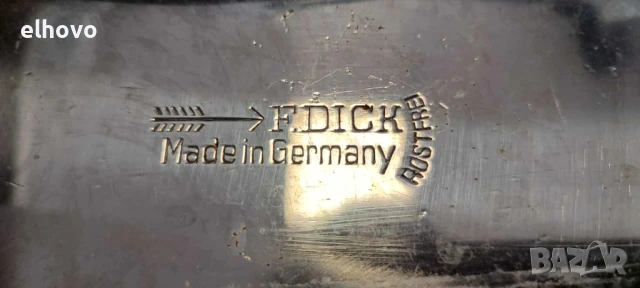 elhovo
F.DICK
Made in Germany
ROSTFREI
BAZAR